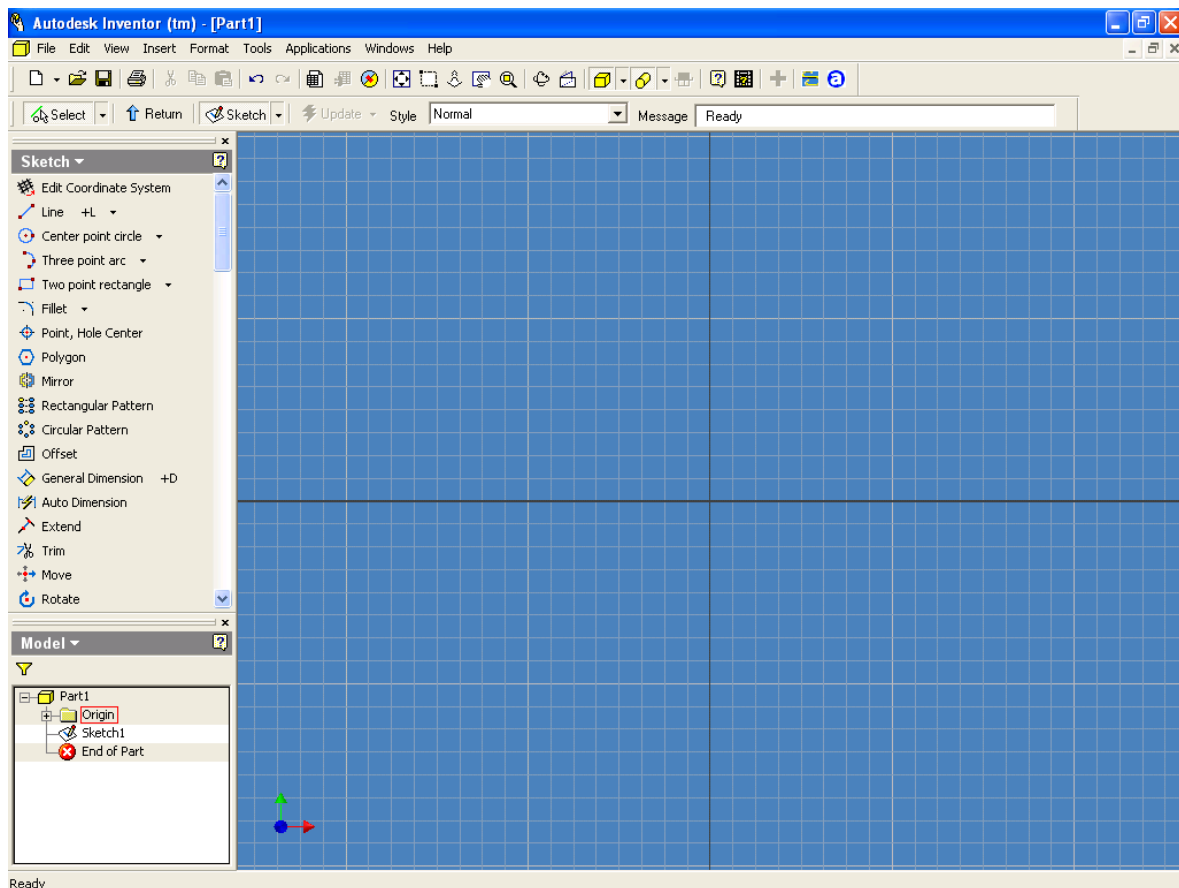 Autodesk Inventor (tm) - [Part1]
File Edit View Insert Format Tools Applications Windows Help
Select Return Sketch Update Style Normal Message Ready
Sketch
Edit Coordinate System
Line +L
Center point circle
Three point arc
Two point rectangle
Fillet
Point, Hole Center
Polygon
Mirror
Rectangular Pattern
Circular Pattern
Offset
General Dimension +D
Auto Dimension
Extend
Trim
Move
Rotate
Model
Part1
Origin
Sketch1
End of Part
Ready